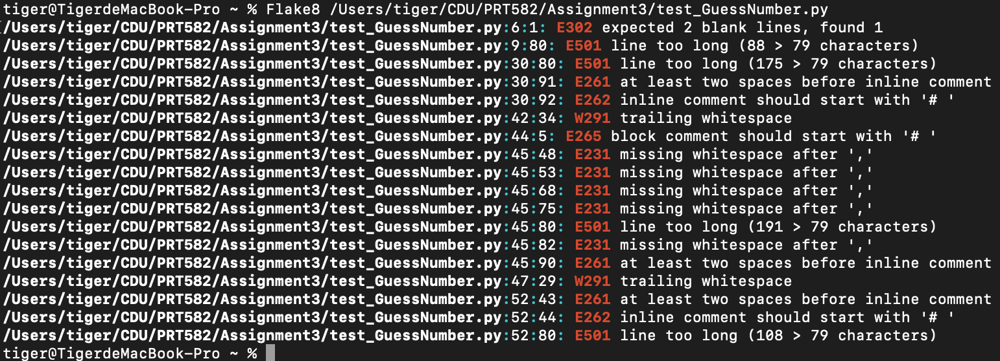 tiger@TigerdeMacBook-Pro ~ % Flake8 /Users/tiger/CDU/PRT582/Assignment3/test_GuessNumber.py
/Users/tiger/CDU/PRT582/Assignment3/test_GuessNumber.py:6:1: E302 expected 2 blank lines, found 1
/Users/tiger/CDU/PRT582/Assignment3/test_GuessNumber.py:9:80: E501 line too long (88 > 79 characters)
/Users/tiger/CDU/PRT582/Assignment3/test_GuessNumber.py:30:80: E501 line too long (175 > 79 characters)
/Users/tiger/CDU/PRT582/Assignment3/test_GuessNumber.py:30:91: E261 at least two spaces before inline comment
/Users/tiger/CDU/PRT582/Assignment3/test_GuessNumber.py:30:92: E262 inline comment should start with '# '
/Users/tiger/CDU/PRT582/Assignment3/test_GuessNumber.py:42:34: W291 trailing whitespace
/Users/tiger/CDU/PRT582/Assignment3/test_GuessNumber.py:44:5: E265 block comment should start with '# '
/Users/tiger/CDU/PRT582/Assignment3/test_GuessNumber.py:45:48: E231 missing whitespace after ','
/Users/tiger/CDU/PRT582/Assignment3/test_GuessNumber.py:45:53: E231 missing whitespace after ','
/Users/tiger/CDU/PRT582/Assignment3/test_GuessNumber.py:45:68: E231 missing whitespace after ','
/Users/tiger/CDU/PRT582/Assignment3/test_GuessNumber.py:45:75: E231 missing whitespace after ','
/Users/tiger/CDU/PRT582/Assignment3/test_GuessNumber.py:45:80: E501 line too long (191 > 79 characters)
/Users/tiger/CDU/PRT582/Assignment3/test_GuessNumber.py:45:82: E231 missing whitespace after ','
/Users/tiger/CDU/PRT582/Assignment3/test_GuessNumber.py:45:90: E261 at least two spaces before inline comment
/Users/tiger/CDU/PRT582/Assignment3/test_GuessNumber.py:47:29: W291 trailing whitespace
/Users/tiger/CDU/PRT582/Assignment3/test_GuessNumber.py:52:43: E261 at least two spaces before inline comment
/Users/tiger/CDU/PRT582/Assignment3/test_GuessNumber.py:52:44: E262 inline comment should start with '# '
/Users/tiger/CDU/PRT582/Assignment3/test_GuessNumber.py:52:80: E501 line too long (108 > 79 characters)
tiger@TigerdeMacBook-Pro ~ %